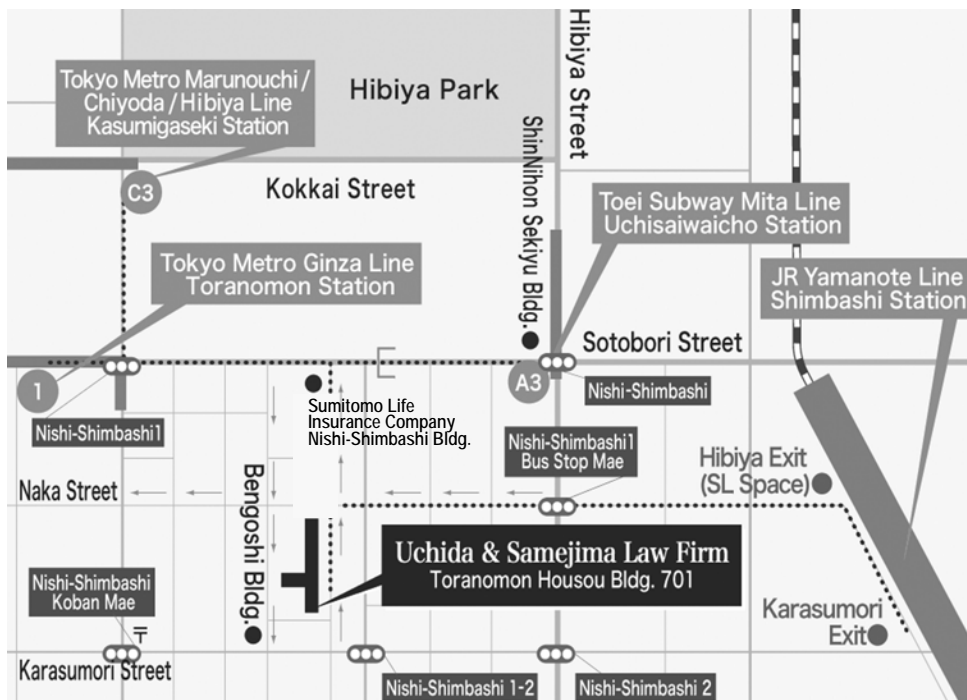 Tokyo Metro Marunouchi /
Chiyoda / Hibiya Line
Kasumigaseki Station
Hibiya Park
Hibiya Street
C3
Kokkai Street
ShinNihon Sekiyu Bldg.
Toei Subway Mita Line
Uchisaiwaicho Station
Tokyo Metro Ginza Line
Toranomon Station
JR Yamanote Line
Shimbashi Station
Sotobori Street
1
A3
Nishi-Shimbashi1
Sumitomo Life
Insurance Company
Nishi-Shimbashi Bldg.
Nishi-Shimbashi
Nishi-Shimbashi1
Bus Stop Mae
Hibiya Exit
(SL Space)
Naka Street
Bengoshi Bldg.
Uchida & Samejima Law Firm
Toranomon Housou Bldg. 701
Nishi-Shimbashi
Koban Mae
〒
Karasumori
Exit
Karasumori Street
Nishi-Shimbashi 1-2
Nishi-Shimbashi 2